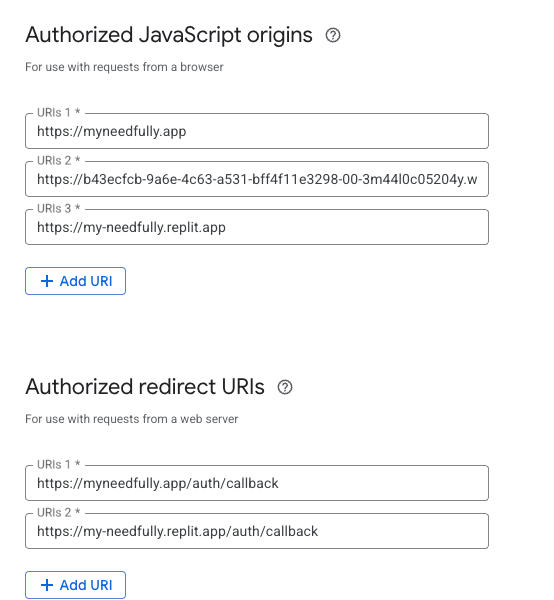 Authorized JavaScript origins
For use with requests from a browser
URIs 1 *
https://myneedfully.app
URIs 2 *
https://b43ecfcb-9a6e-4c63-a531-bff4f11e3298-00-3m44l0c05204y.w
URIs 3 *
https://my-needfully.replit.app
+ Add URI
Authorized redirect URIs
For use with requests from a web server
URIs 1 *
https://myneedfully.app/auth/callback
URIs 2 *
https://my-needfully.replit.app/auth/callback
+ Add URI